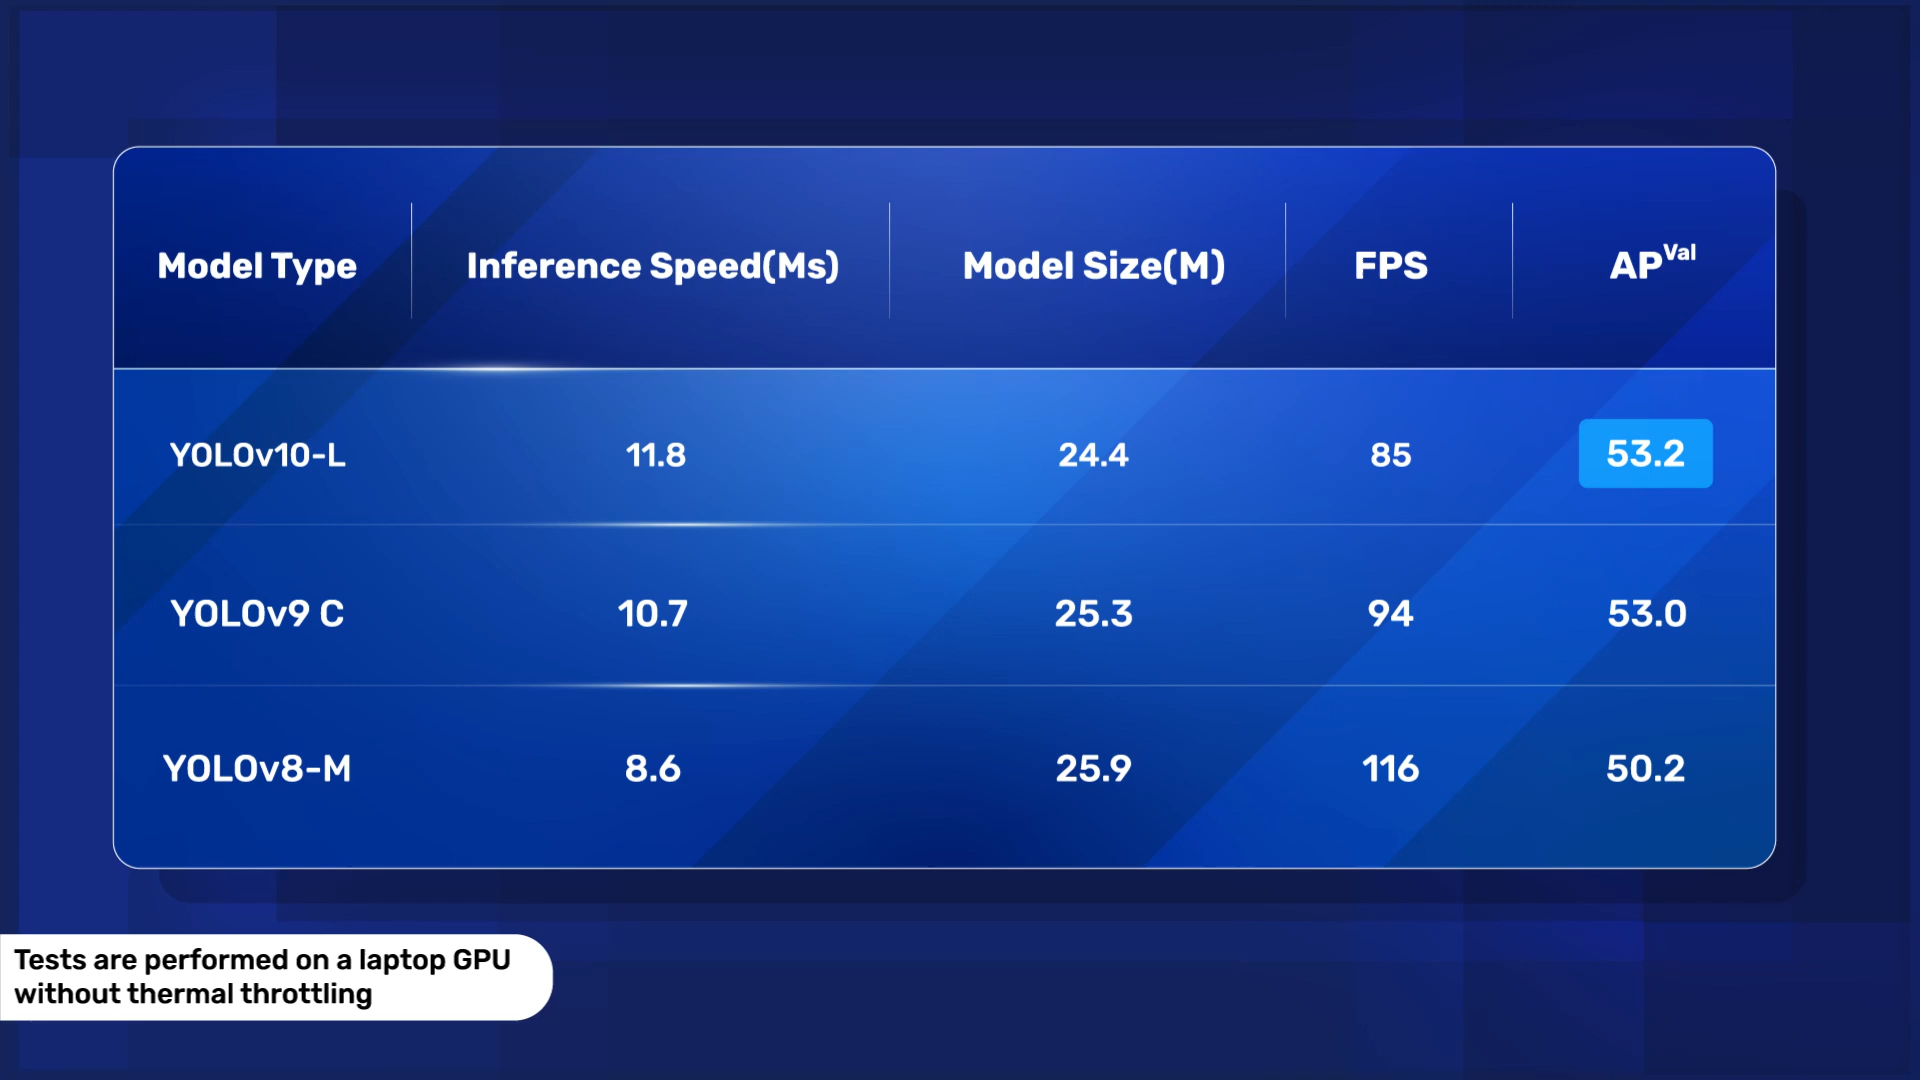 Model Type Inference Speed(Ms) Model Size(M) FPS AP^Val
YOLOv10-L 11.8 24.4 85 53.2
YOLOv9 C 10.7 25.3 94 53.0
YOLOv8-M 8.6 25.9 116 50.2
Tests are performed on a laptop GPU
without thermal throttling